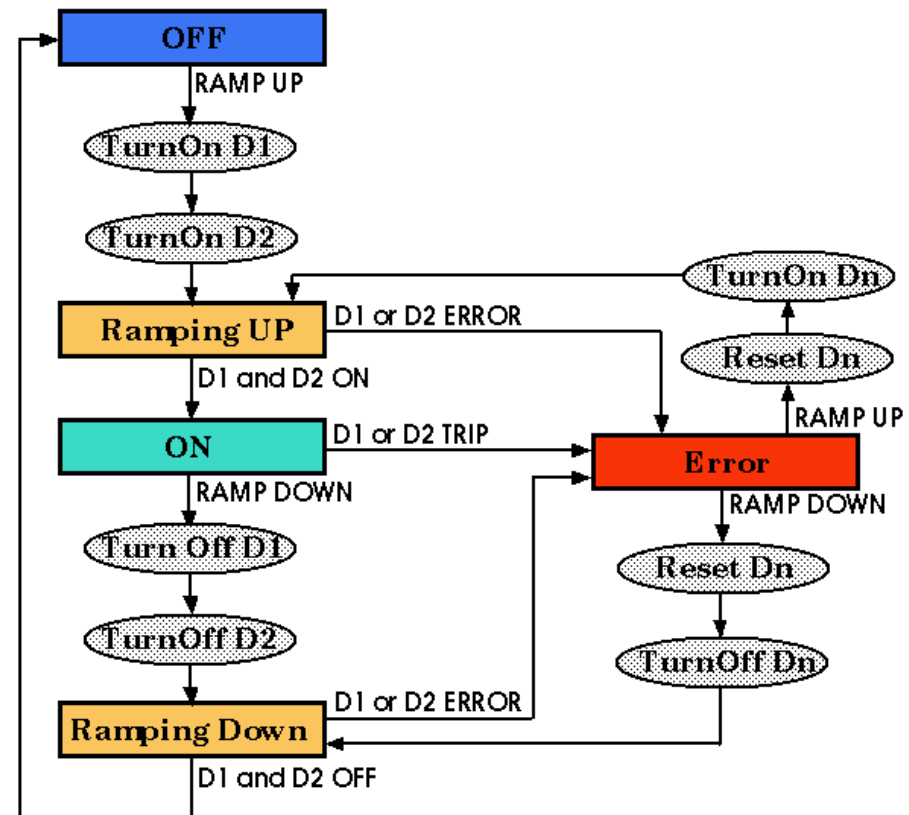 OFF
RAMP UP
TurnOn D1
TurnOn D2
Ramping UP
D1 or D2 ERROR
D1 and D2 ON
ON
D1 or D2 TRIP
RAMP DOWN
Turn Off D1
TurnOff D2
Ramping Down
D1 or D2 ERROR
D1 and D2 OFF
TurnOn Dn
Reset Dn
RAMP UP
Error
RAMP DOWN
Reset Dn
TurnOff Dn